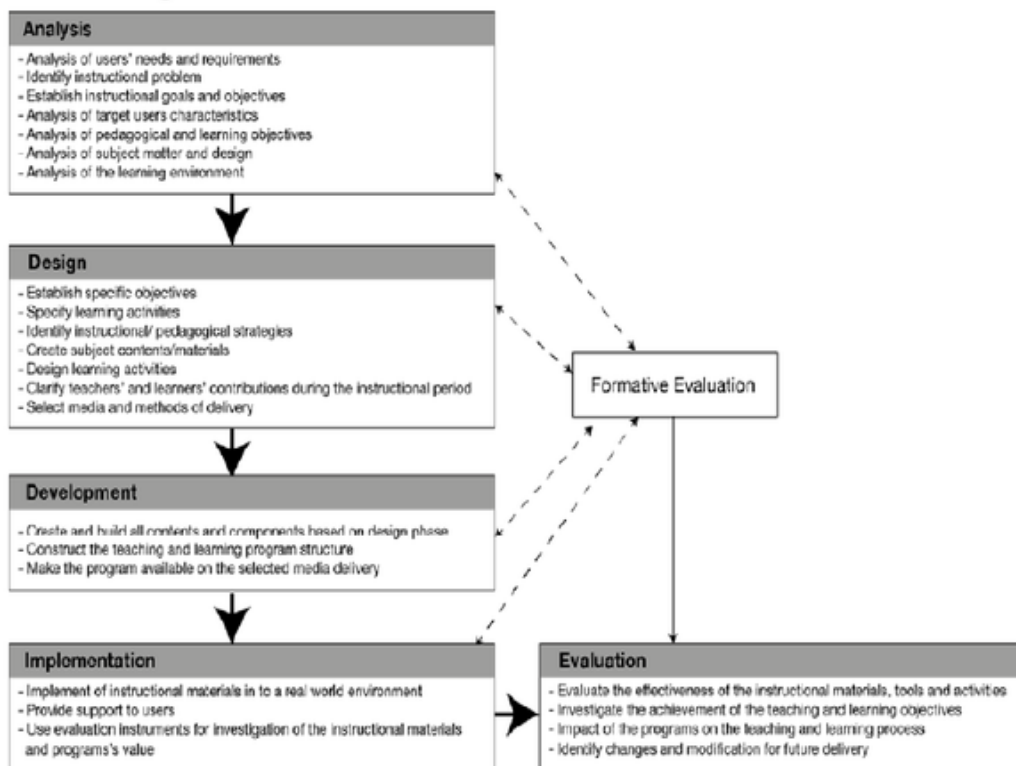 Analysis
- Analysis of users' needs and requirements
- Identify instructional problem
- Establish instructional goals and objectives
- Analysis of target users characteristics
- Analysis of pedagogical and learning objectives
- Analysis of subject matter and design
- Analysis of the learning environment
Design
- Establish specific objectives
- Specify learning activities
- Identify instructional/ pedagogical strategies
- Create subject contents/materials
- Design learning activities
- Clarify teachers' and learners' contributions during the instructional period
- Select media and methods of delivery
Formative Evaluation
Development
- Create and build all contents and components based on design phase
- Construct the teaching and learning program structure
- Make the program available on the selected media delivery
Implementation
- Implement of instructional materials in to a real world environment
- Provide support to users
- Use evaluation instruments for investigation of the instructional materials
and programs's value
Evaluation
- Evaluate the effectiveness of the instructional materials, tools and activities
- Investigate the achievement of the teaching and learning objectives
- Impact of the programs on the teaching and learning process
- Identify changes and modification for future delivery